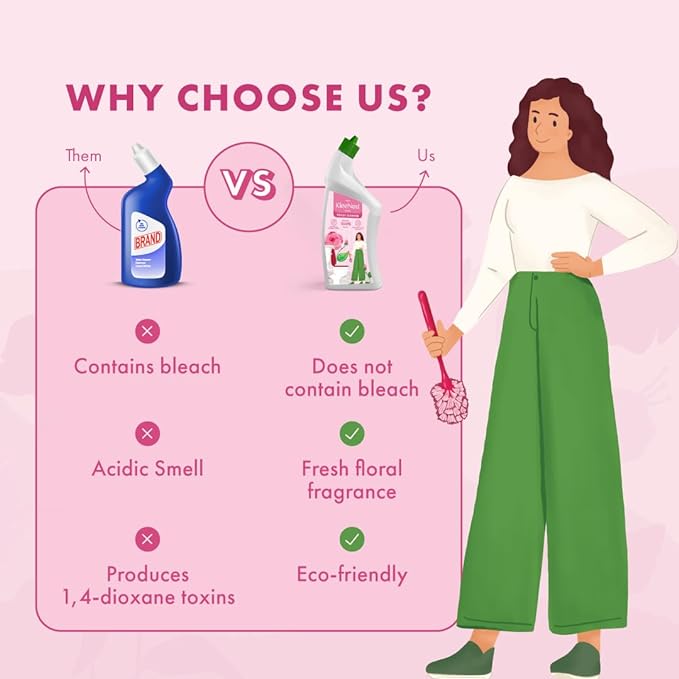 WHY CHOOSE US?
Them
VS
Us
BRAND
KleeNest
Contains bleach
Does not
contain bleach
Acidic Smell
Fresh floral
fragrance
Produces
1,4-dioxane toxins
Eco-friendly